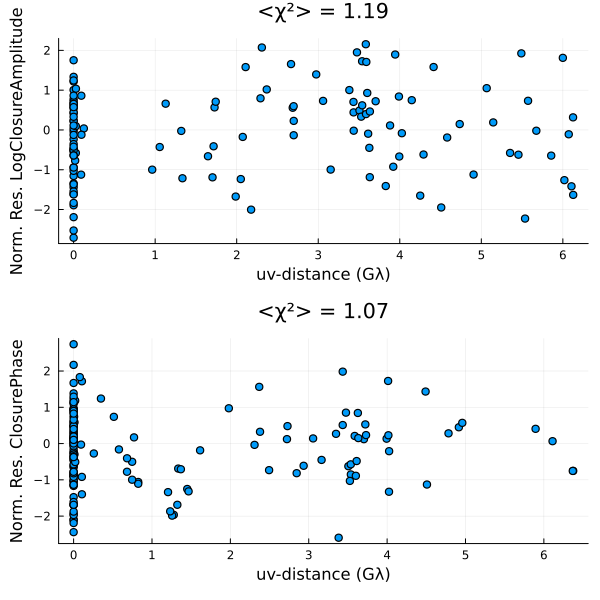 <χ²> = 1.19
Norm. Res. LogClosureAmplitude
2
1
0
−1
−2
0 1 2 3 4 5 6
uv-distance (Gλ)
<χ²> = 1.07
Norm. Res. ClosurePhase
2
1
0
−1
−2
0 1 2 3 4 5 6
uv-distance (Gλ)